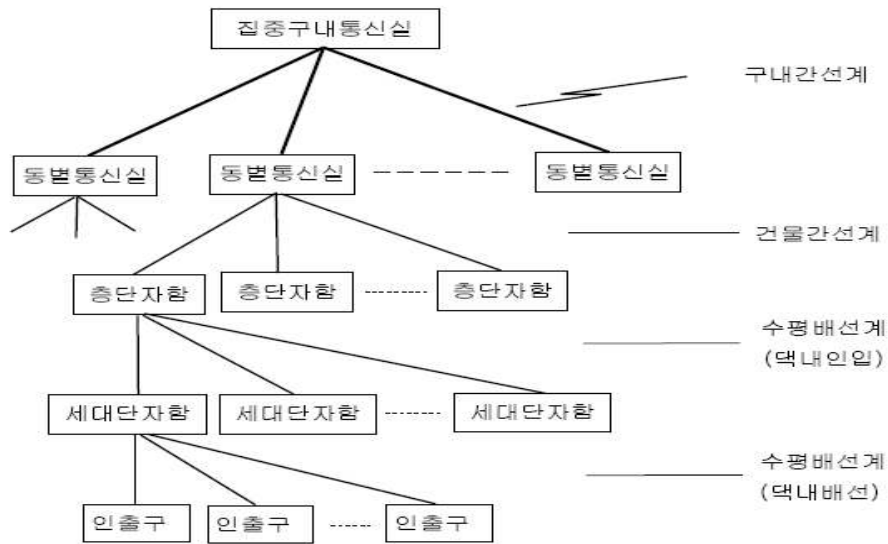 집중구내통신실
구내간선계
동별통신실
동별통신실
동별통신실
건물간선계
층단자함
층단자함
층단자함
수평배선계
(댁내인입)
세대단자함
세대단자함
세대단자함
수평배선계
(댁내배선)
인출구
인출구
인출구